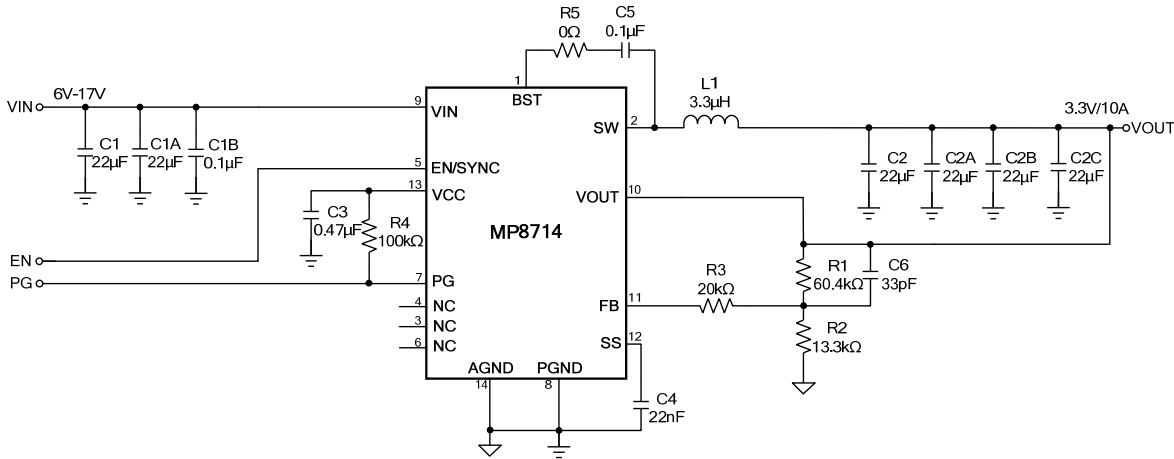 R5
0Ω
C5
0.1µF
1
BST
VIN
6V-17V
9
VIN
C1
22µF
C1A
22µF
C1B
0.1µF
5
EN/SYNC
13
VCC
C3
0.47µF
R4
100kΩ
EN
PG
7
PG
4
NC
3
NC
6
NC
MP8714
SW
2
L1
3.3µH
3.3V/10A
VOUT
C2
22µF
C2A
22µF
C2B
22µF
C2C
22µF
VOUT
10
R1
60.4kΩ
C6
33pF
R3
20kΩ
FB
11
R2
13.3kΩ
SS
12
AGND
14
PGND
8
C4
22nF